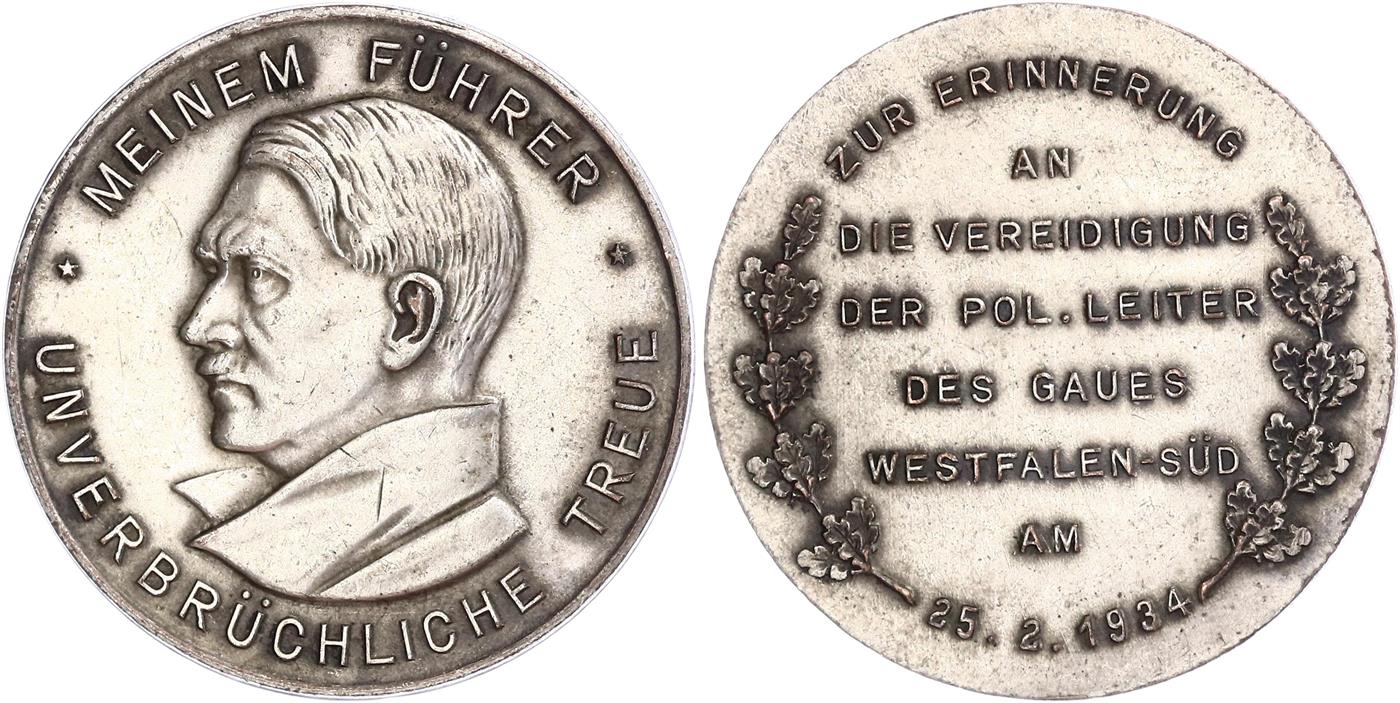 MEINEM FÜHRER
UNVERBRÜCHLICHE TREUE
ZUR ERINNERUNG
AN
DIE VEREIDIGUNG
DER POL. LEITER
DES GAUES
WESTFALEN-SÜD
AM
25. 2. 1934